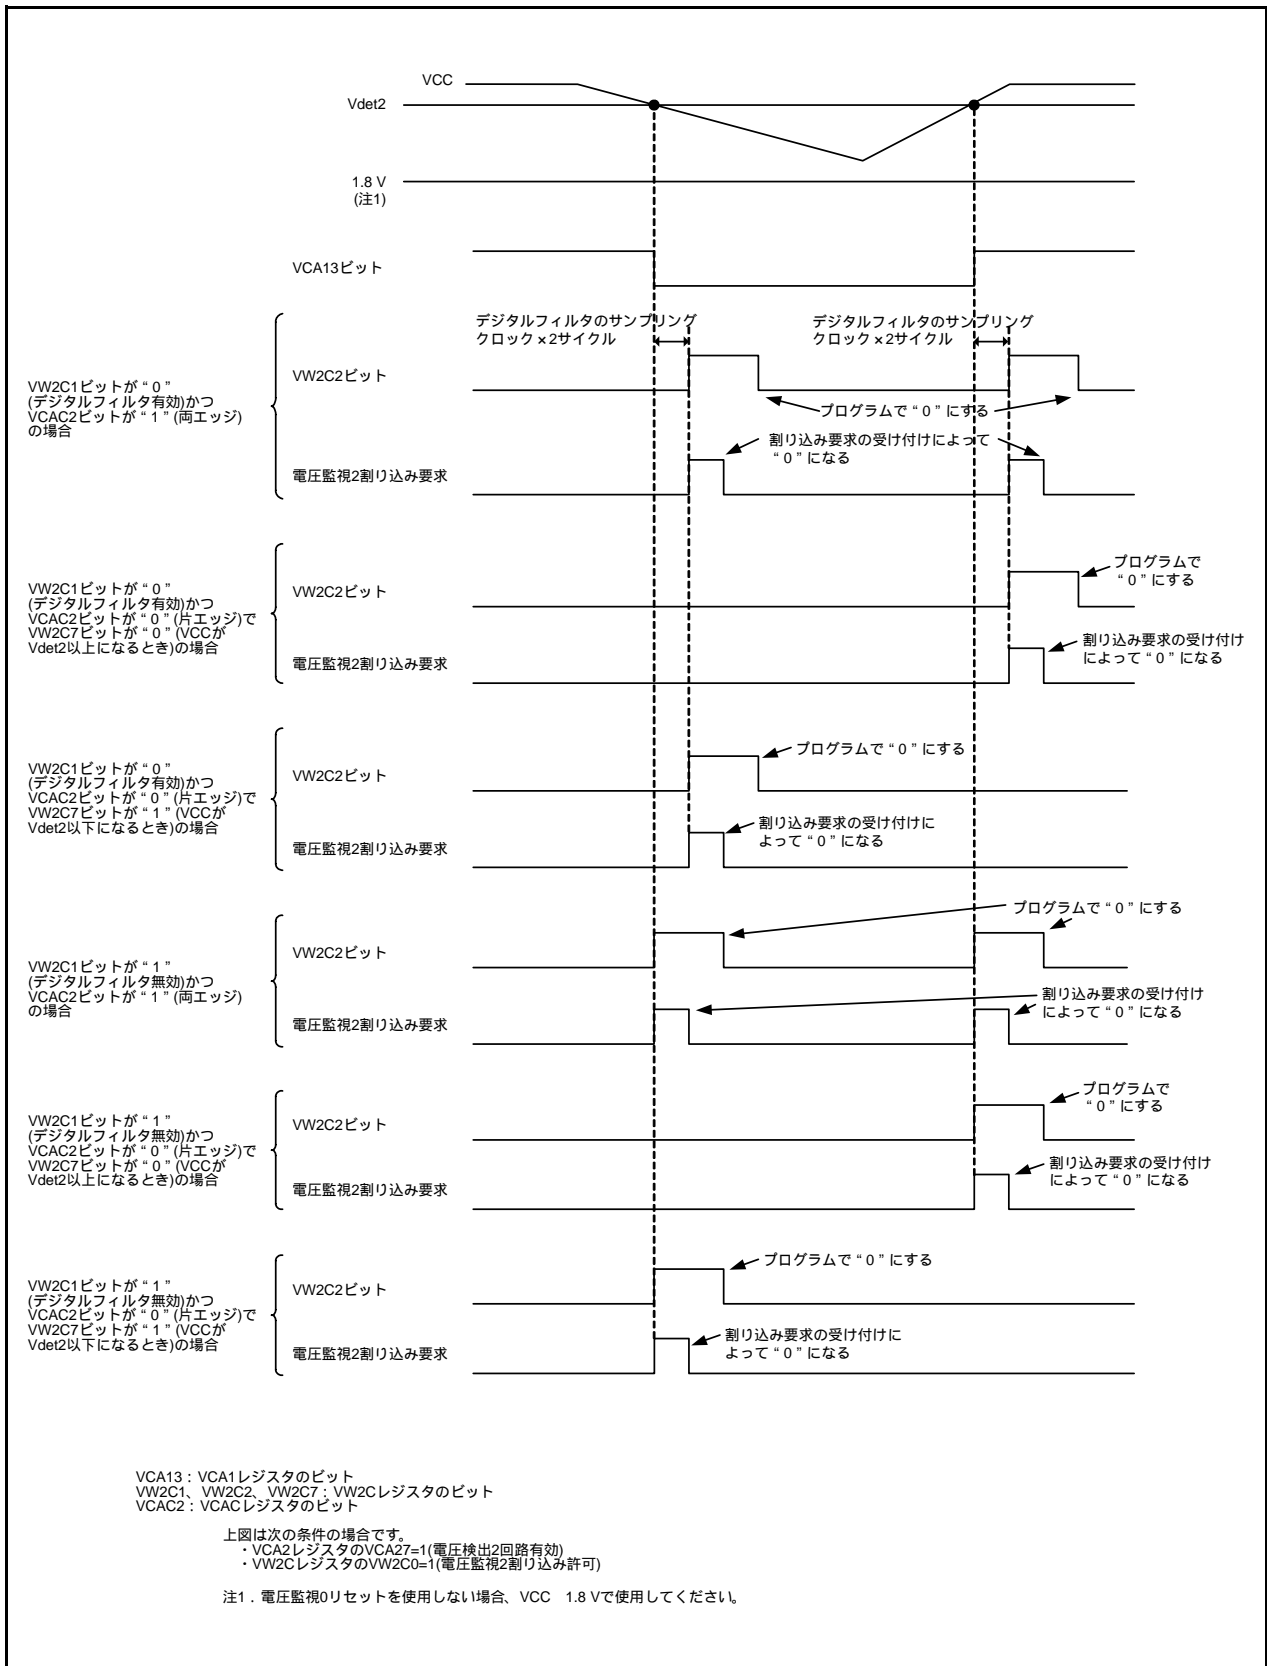 VCC
Vdet2
1.8 V
(注1)
VCA13ビット
デジタルフィルタのサンプリング
クロック×2サイクル
デジタルフィルタのサンプリング
クロック×2サイクル
VW2C1ビットが“0”
(デジタルフィルタ有効)かつ
VCAC2ビットが“1”(両エッジ)
の場合
VW2C2ビット
プログラムで“0”にする
割り込み要求の受け付けによって
“0”になる
電圧監視2割り込み要求
VW2C1ビットが“0”
(デジタルフィルタ有効)かつ
VCAC2ビットが“0”(片エッジ)で
VW2C7ビットが“0”(VCCが
Vdet2以上になるとき)の場合
VW2C2ビット
プログラムで
“0”にする
電圧監視2割り込み要求
割り込み要求の受け付け
によって“0”になる
VW2C1ビットが“0”
(デジタルフィルタ有効)かつ
VCAC2ビットが“0”(片エッジ)で
VW2C7ビットが“1”(VCCが
Vdet2以下になるとき)の場合
VW2C2ビット
プログラムで“0”にする
電圧監視2割り込み要求
割り込み要求の受け付けに
よって“0”になる
VW2C1ビットが“1”
(デジタルフィルタ無効)かつ
VCAC2ビットが“1”(両エッジ)
の場合
VW2C2ビット
プログラムで“0”にする
電圧監視2割り込み要求
割り込み要求の受け付け
によって“0”になる
VW2C1ビットが“1”
(デジタルフィルタ無効)かつ
VCAC2ビットが“0”(片エッジ)で
VW2C7ビットが“0”(VCCが
Vdet2以上になるとき)の場合
VW2C2ビット
プログラムで
“0”にする
電圧監視2割り込み要求
割り込み要求の受け付け
によって“0”になる
VW2C1ビットが“1”
(デジタルフィルタ無効)かつ
VCAC2ビットが“0”(片エッジ)で
VW2C7ビットが“1”(VCCが
Vdet2以下になるとき)の場合
VW2C2ビット
プログラムで“0”にする
電圧監視2割り込み要求
割り込み要求の受け付けに
よって“0”になる
VCA13：VCA1レジスタのビット
VW2C1、VW2C2、VW2C7：VW2Cレジスタのビット
VCAC2：VCACレジスタのビット
上図は次の条件の場合です。
・VCA2レジスタのVCA27=1(電圧検出2回路有効)
・VW2CレジスタのVW2C0=1(電圧監視2割り込み許可)
注1．電圧監視0リセットを使用しない場合、VCC　1.8 Vで使用してください。